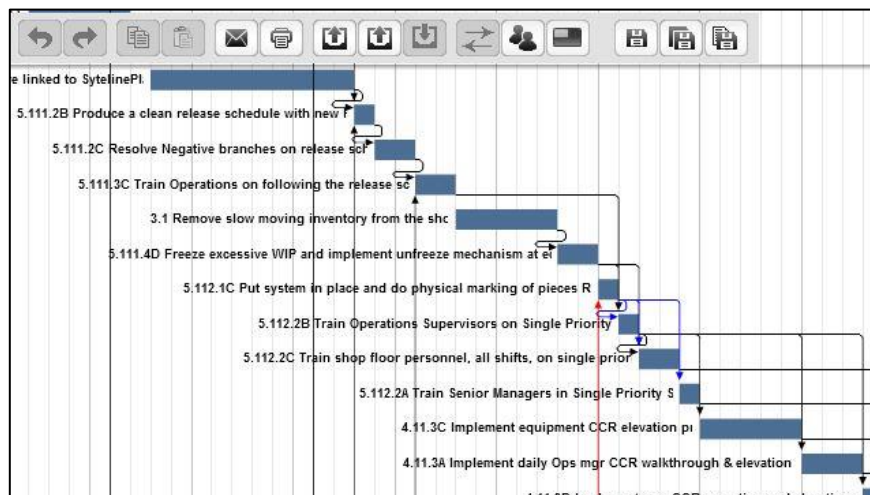 linked to SytelinePl
5.111.2B Produce a clean release schedule with new
5.111.2C Resolve Negative branches on release
5.111.3C Train Operations on following the release
3.1 Remove slow moving inventory from the
5.111.4D Freeze excessive WIP and implement unfreeze mechanism at
5.112.1C Put system in place and do physical marking of pieces R
5.112.2B Train Operations Supervisors on Single Priority
5.112.2C Train shop floor personnel, all shifts, on single
5.112.2A Train Senior Managers in Single Priority S
4.11.3C Implement equipment CCR elevation
4.11.3A Implement daily Ops mgr CCR walkthrough & elevation